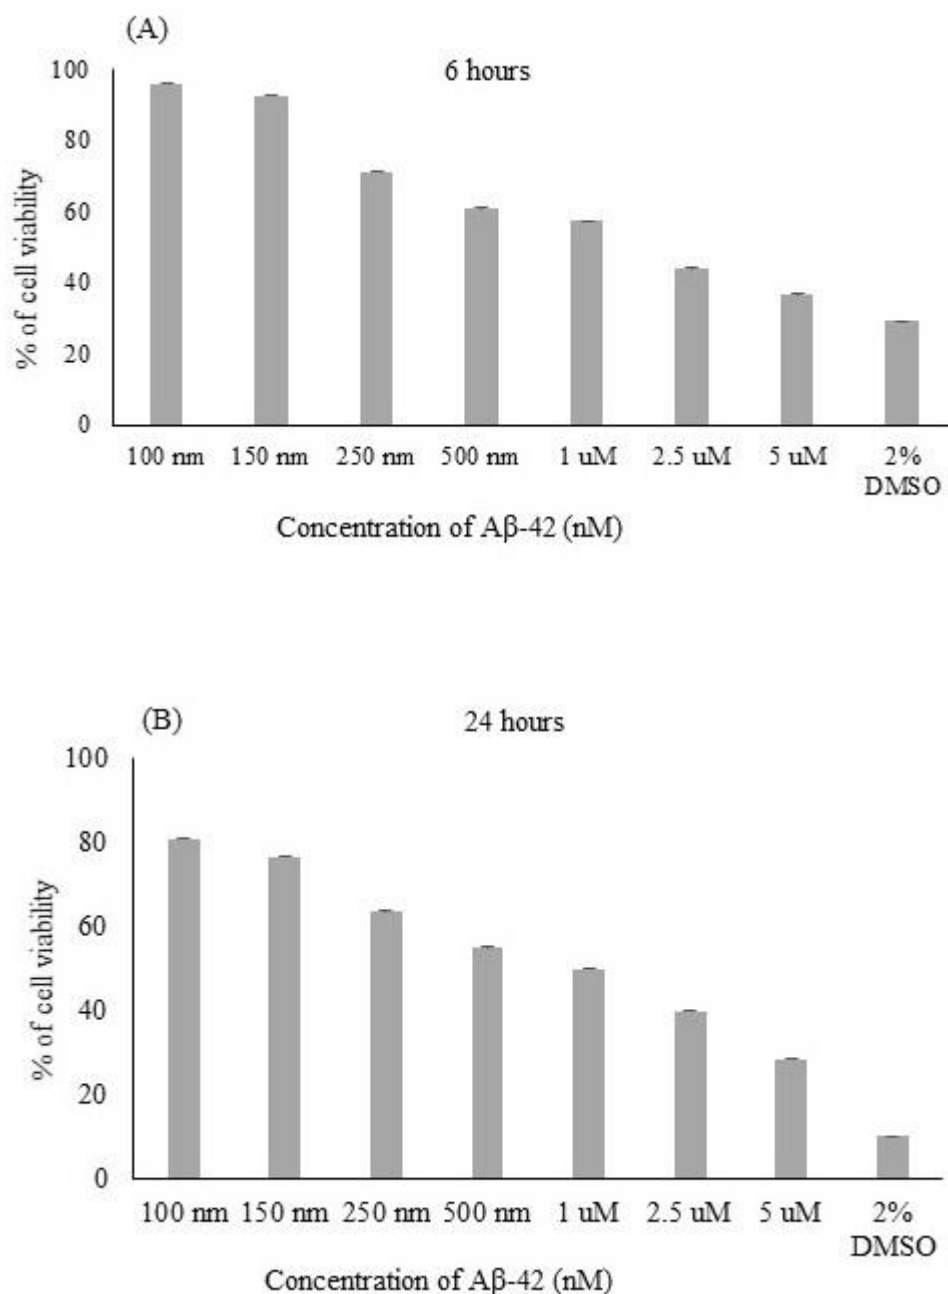 (A)
6 hours
100
80
60
40
20
0
% of cell viability
100 nm 150 nm 250 nm 500 nm 1 uM 2.5 uM 5 uM 2%
DMSO
Concentration of Aβ-42 (nM)
(B)
24 hours
100
80
60
40
20
0
% of cell viability
100 nm 150 nm 250 nm 500 nm 1 uM 2.5 uM 5 uM 2%
DMSO
Concentration of Aβ-42 (nM)